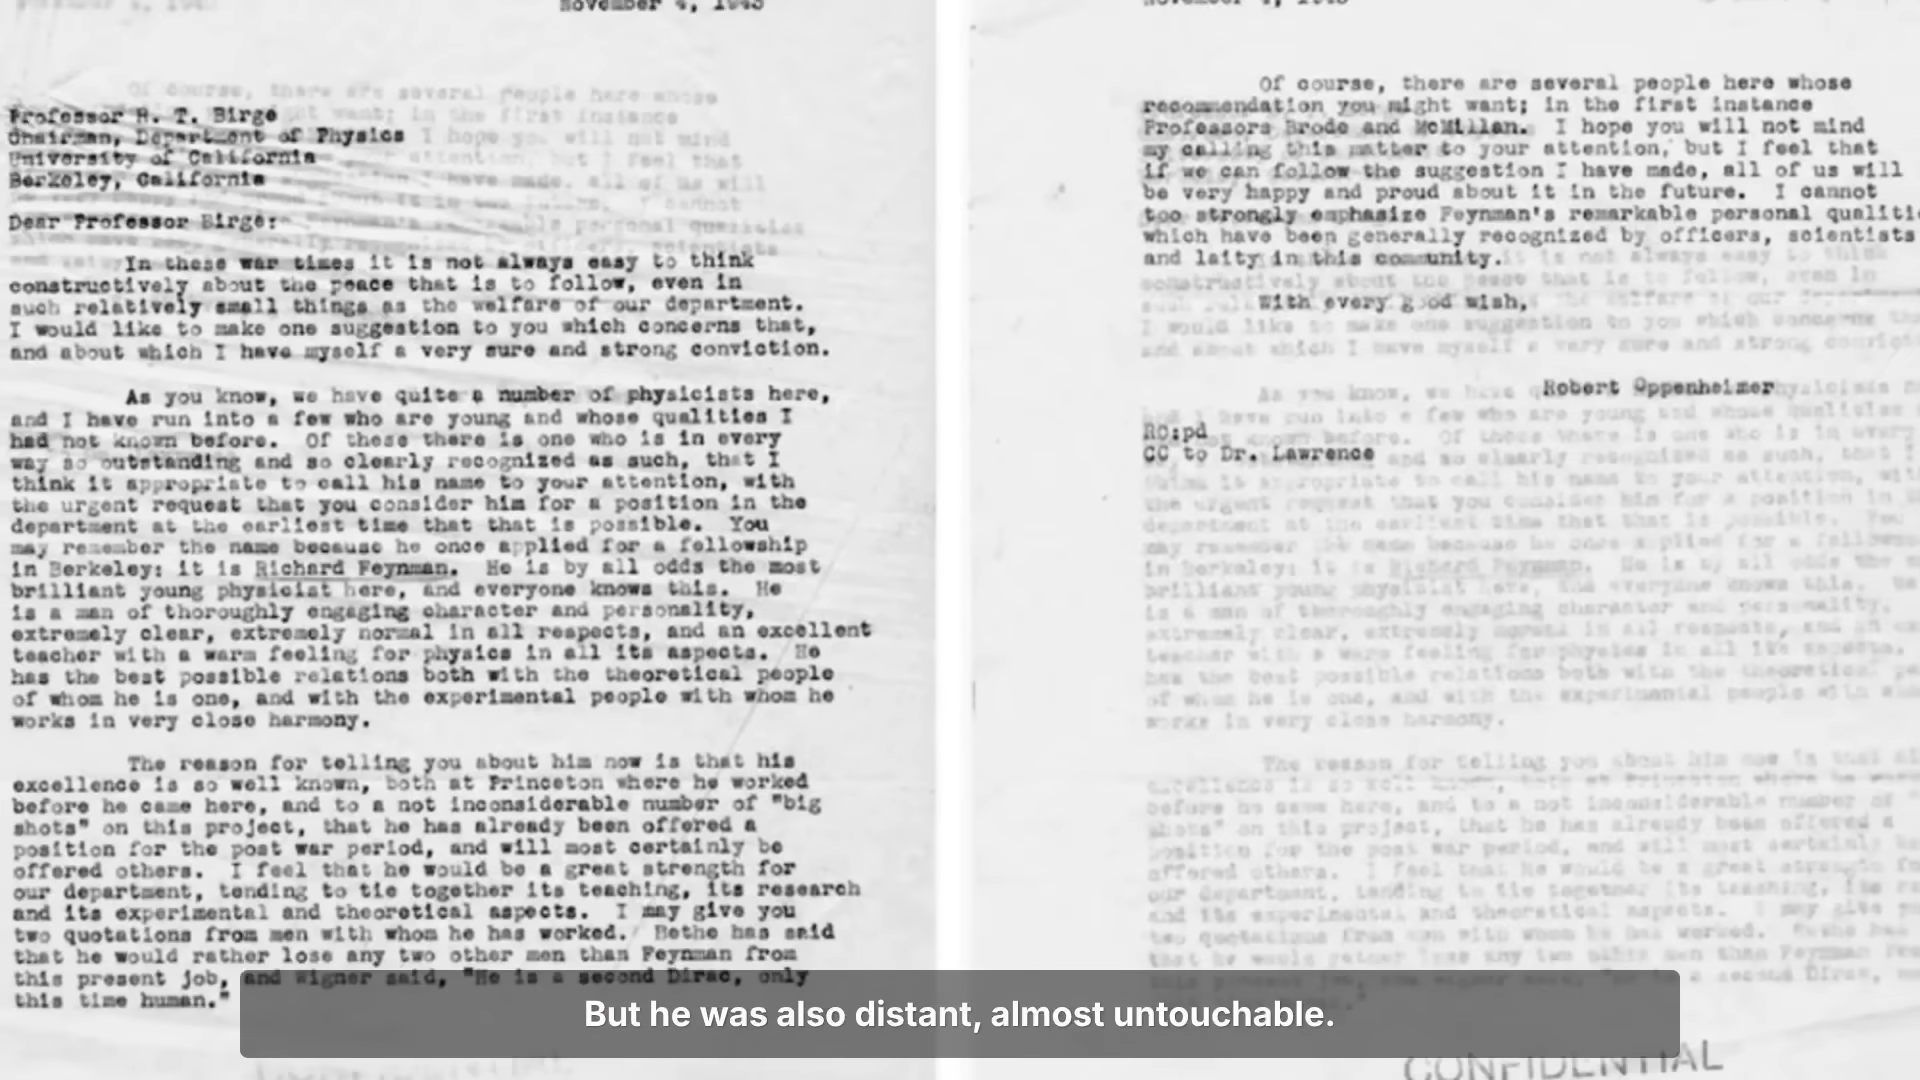 November 4, 1943
Professor R. T. Birge
Chairman, Department of Physics
University of California
Berkeley, California
Dear Professor Birge:
In these war times it is not always easy to think
constructively about the peace that is to follow, even in
such relatively small things as the welfare of our department.
I would like to make one suggestion to you which concerns that,
and about which I have myself a very sure and strong conviction.
As you know, we have quite a number of physicists here,
and I have run into a few who are young and whose qualities I
had not known before. Of these there is one who is in every
way so outstanding and so clearly recognized as such, that I
think it appropriate to call his name to your attention, with
the urgent request that you consider him for a position in the
department at the earliest time that that is possible. You
may remember the name because he once applied for a fellowship
in Berkeley: it is Richard Feynman. He is by all odds the most
brilliant young physicist here, and everyone knows this. He
is a man of thoroughly engaging character and personality,
extremely clear, extremely normal in all respects, and an excellent
teacher with a warm feeling for physics in all its aspects. He
has the best possible relations both with the theoretical people
of whom he is one, and with the experimental people with whom he
works in very close harmony.
The reason for telling you about him now is that his
excellence is so well known, both at Princeton where he worked
before he came here, and to a not inconsiderable number of "big
shots" on this project, that he has already been offered a
position for the post war period, and will most certainly be
offered others. I feel that he would be a great strength for
our department, tending to tie together its teaching, its research
and its experimental and theoretical aspects. I may give you
two quotations from men with whom he has worked. Bethe has said
that he would rather lose any two other men than Feynman from
this present job, and Wigner said, "He is a second Dirac, only
this time human."
November 4, 1943
Of course, there are several people here whose
recommendation you might want; in the first instance
Professors Brode and McMillan. I hope you will not mind
my calling this matter to your attention, but I feel that
if we can follow the suggestion I have made, all of us will
be very happy and proud about it in the future. I cannot
too strongly emphasize Feynman's remarkable personal qualiti
which have been generally recognized by officers, scientists
and laity in this community.
With every good wish,
Robert Oppenheimer
RO:pd
CC to Dr. Lawrence
CONFIDENTIAL
But he was also distant, almost untouchable.